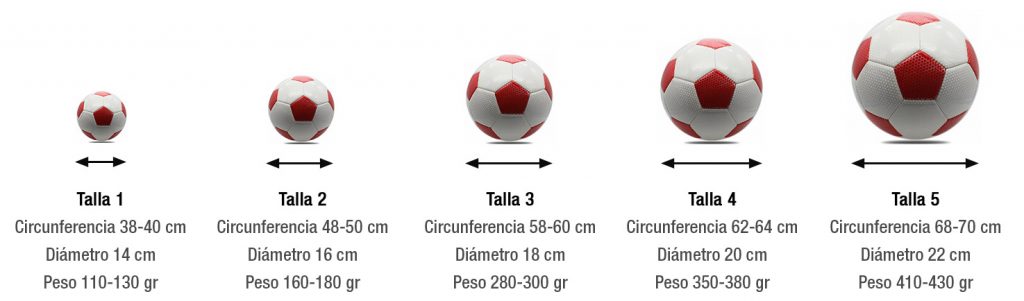 Talla 1
Circunferencia 38-40 cm
Diámetro 14 cm
Peso 110-130 gr
Talla 2
Circunferencia 48-50 cm
Diámetro 16 cm
Peso 160-180 gr
Talla 3
Circunferencia 58-60 cm
Diámetro 18 cm
Peso 280-300 gr
Talla 4
Circunferencia 62-64 cm
Diámetro 20 cm
Peso 350-380 gr
Talla 5
Circunferencia 68-70 cm
Diámetro 22 cm
Peso 410-430 gr